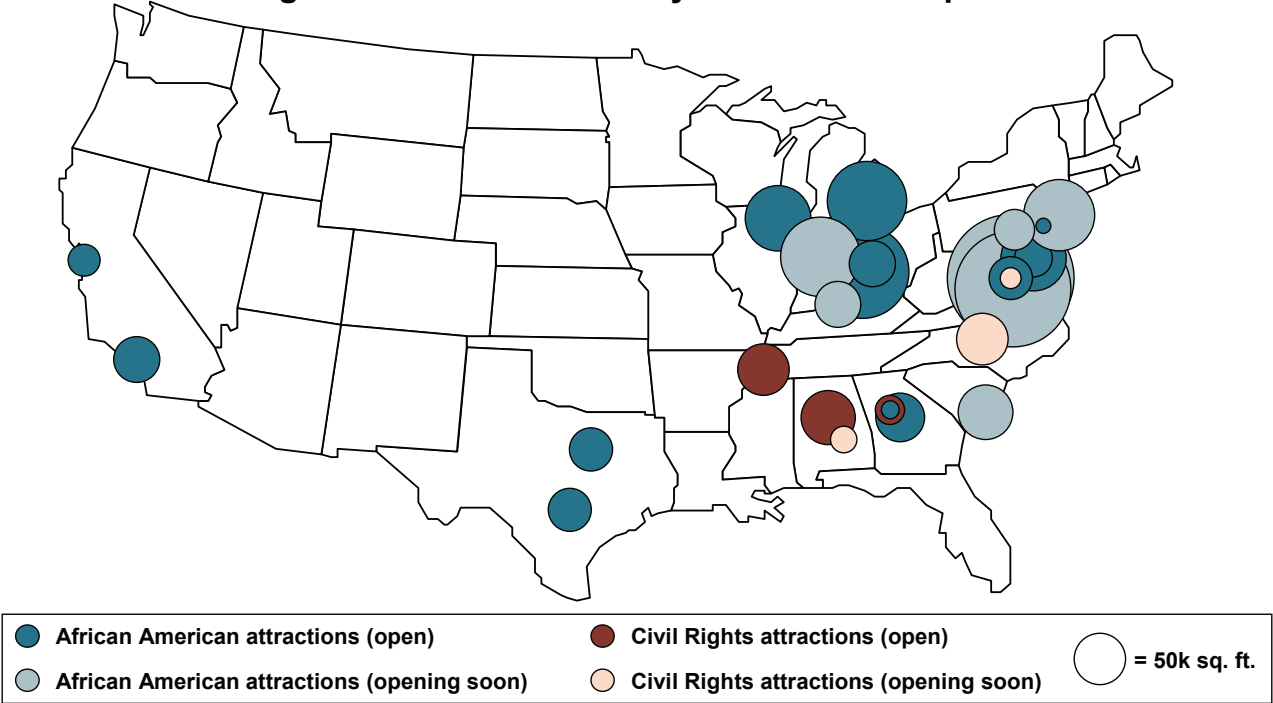 African American attractions (open)
Civil Rights attractions (open)
= 50k sq. ft.
African American attractions (opening soon)
Civil Rights attractions (opening soon)